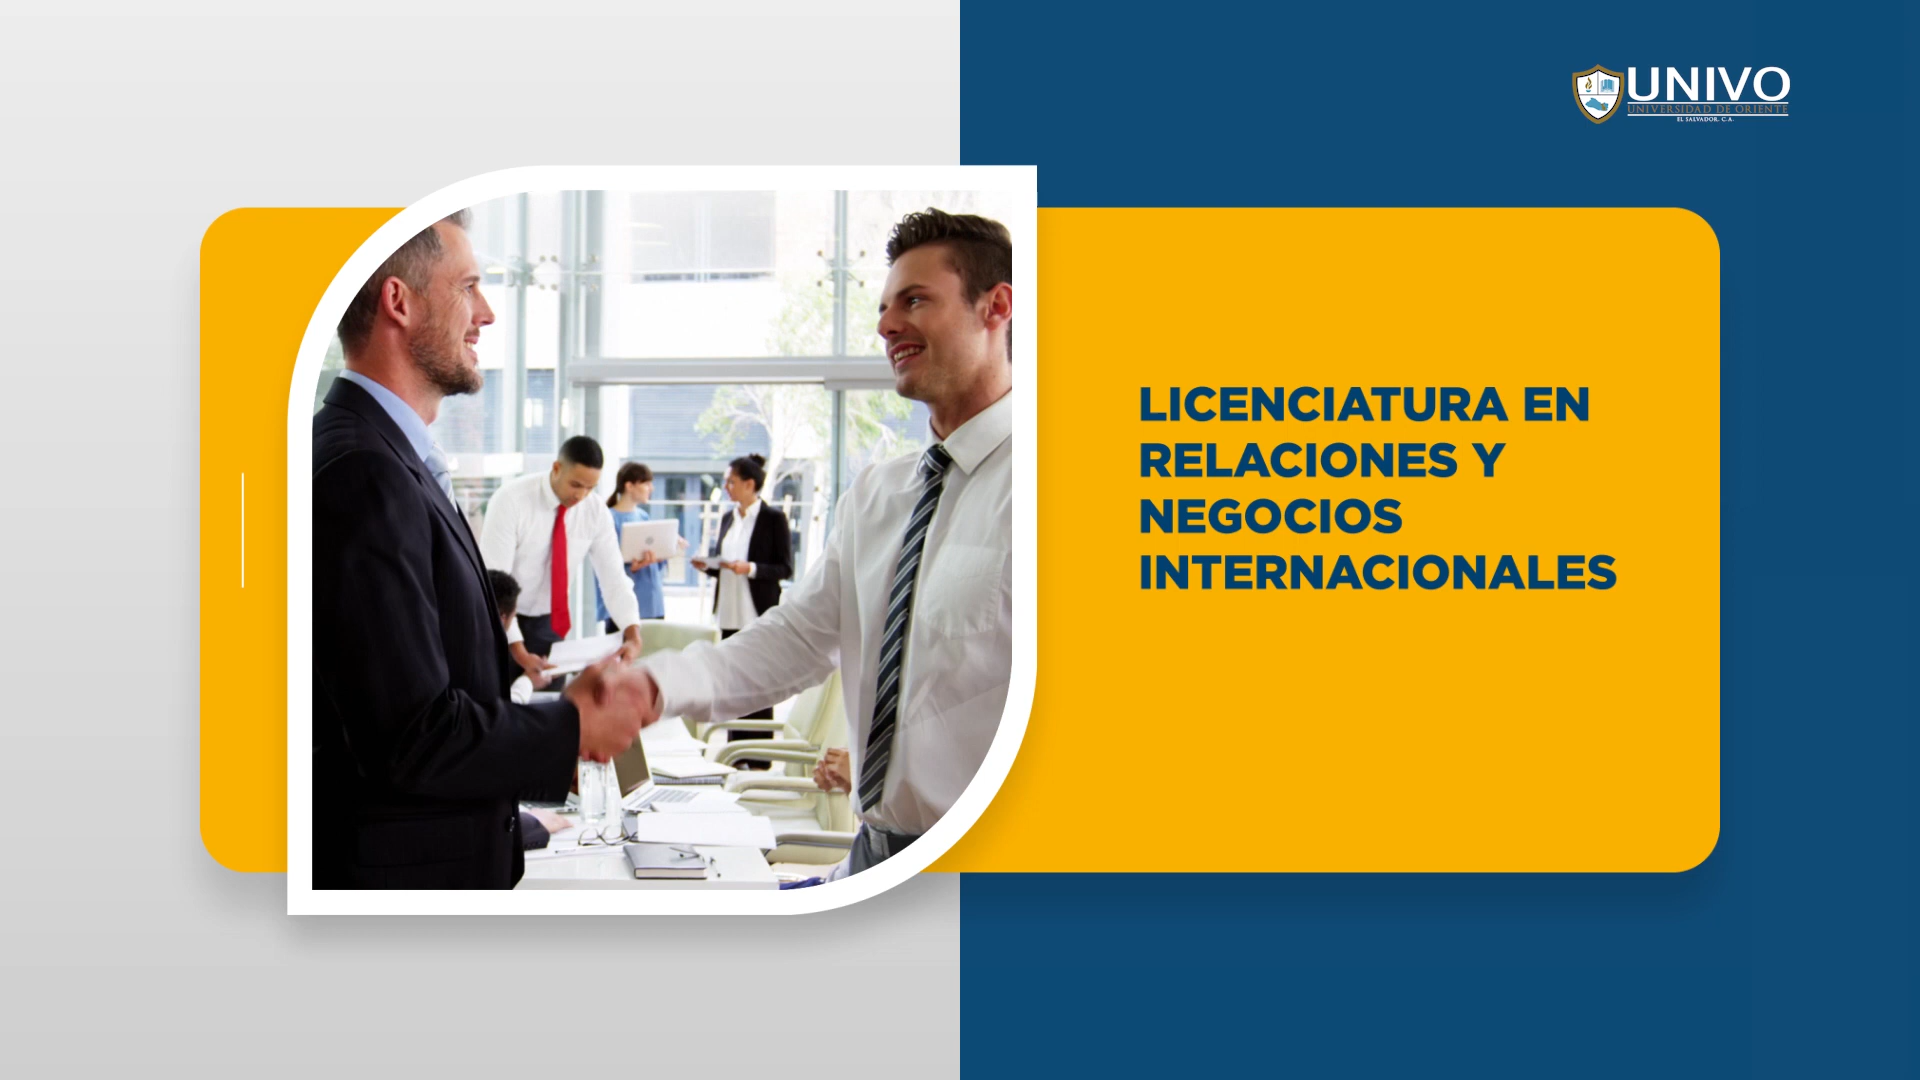 UNIVO
UNIVERSIDAD DE ORIENTE
EL SALVADOR, C.A.
LICENCIATURA EN
RELACIONES Y
NEGOCIOS
INTERNACIONALES